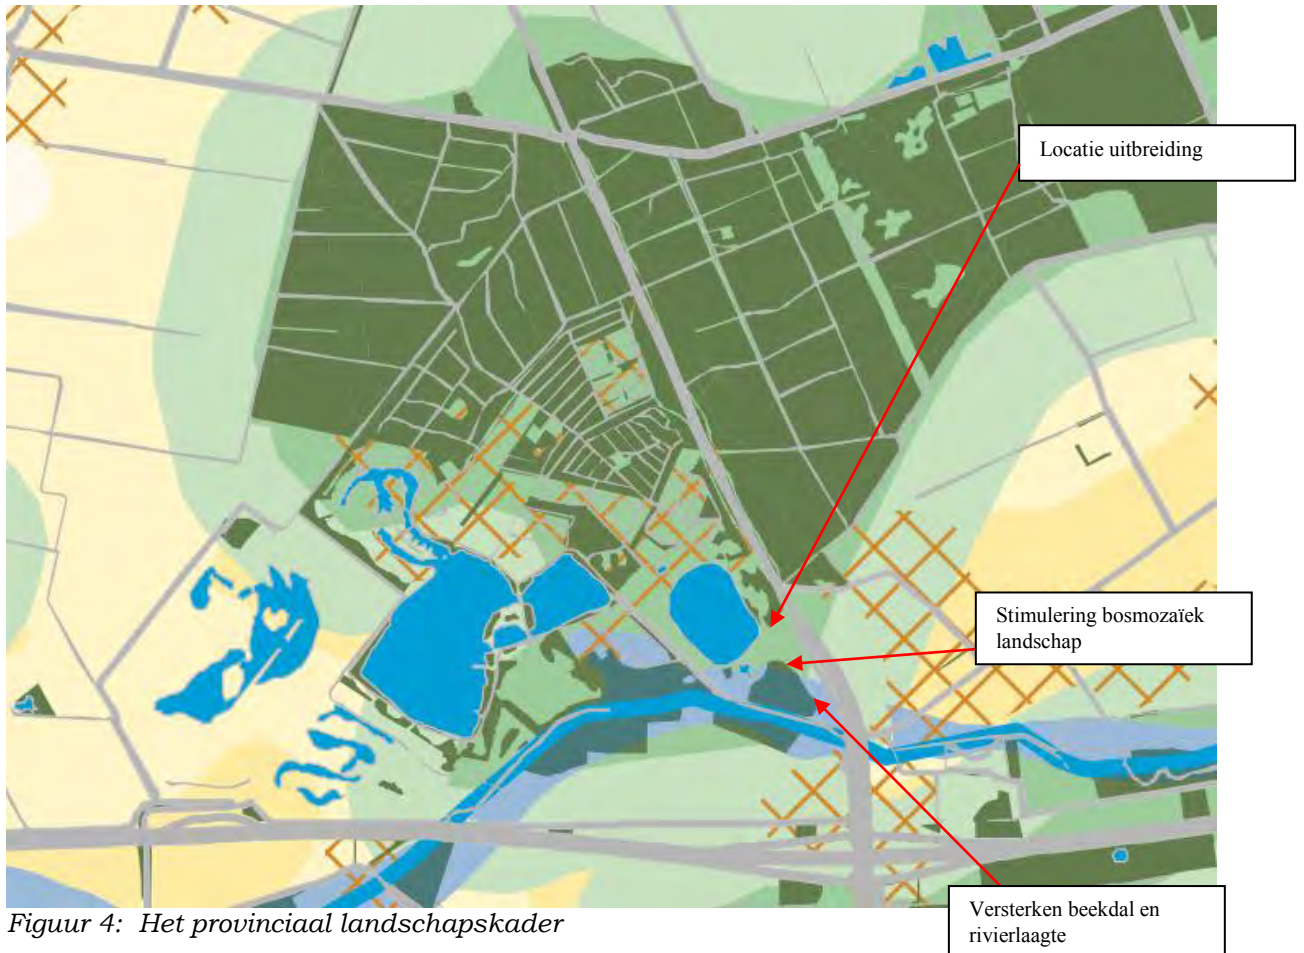 Locatie uitbreiding
Stimulering bosmozaïek
landschap
Versterken beekdal en
rivierlaagte
Figuur 4:  Het provinciaal landschapskader